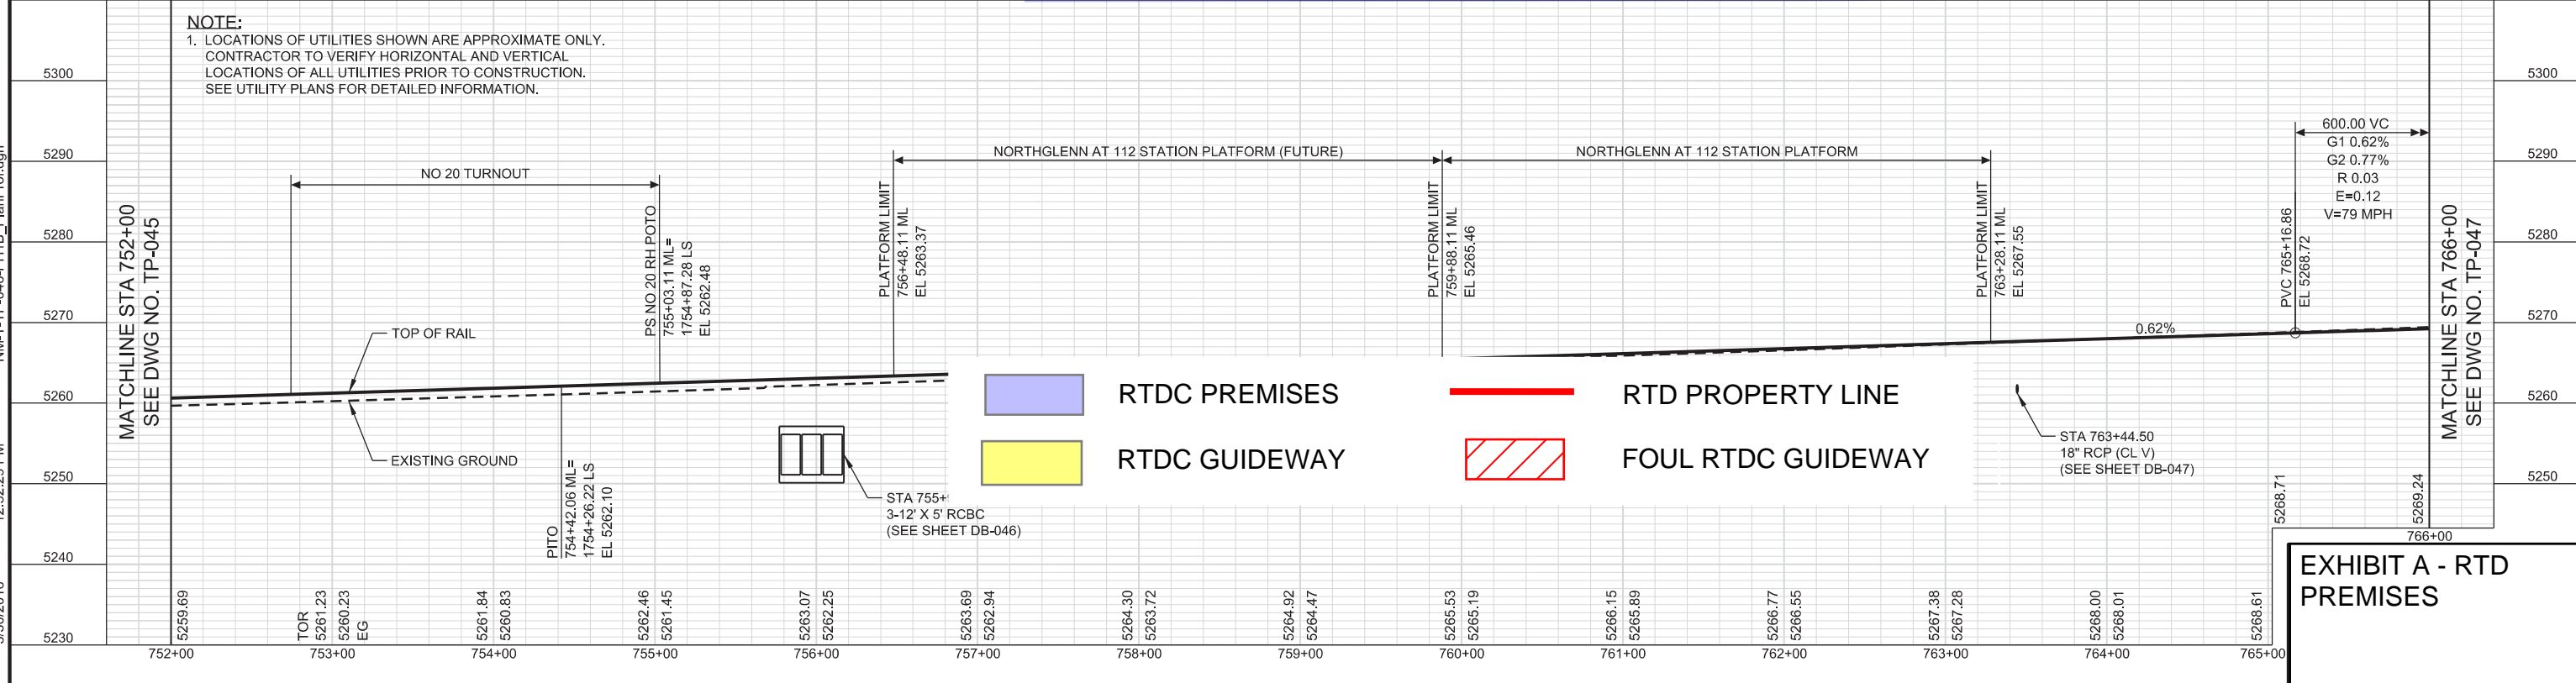 NOTE:
1. LOCATIONS OF UTILITIES SHOWN ARE APPROXIMATE ONLY.
CONTRACTOR TO VERIFY HORIZONTAL AND VERTICAL
LOCATIONS OF ALL UTILITIES PRIOR TO CONSTRUCTION.
SEE UTILITY PLANS FOR DETAILED INFORMATION.
5300
5290
5280
5270
5260
5250
5240
5230
MATCHLINE STA 752+00
SEE DWG NO. TP-045
NO 20 TURNOUT
TOP OF RAIL
EXISTING GROUND
PITO
754+42.06 ML=
1754+26.22 LS
EL 5262.10
PS NO 20 RH POTO
755+03.11 ML=
1754+87.28 LS
EL 5262.48
STA 755+
3-12' X 5' RCBC
(SEE SHEET DB-046)
PLATFORM LIMIT
756+48.11 ML
EL 5263.37
NORTHGLENN AT 112 STATION PLATFORM (FUTURE)
PLATFORM LIMIT
759+88.11 ML
EL 5265.46
NORTHGLENN AT 112 STATION PLATFORM
PLATFORM LIMIT
763+28.11 ML
EL 5267.55
0.62%
600.00 VC
G1 0.62%
G2 0.77%
R 0.03
E=0.12
V=79 MPH
PVC 765+16.86
EL 5268.72
MATCHLINE STA 766+00
SEE DWG NO. TP-047
5300
5290
5280
5270
5260
5250
RTDC PREMISES
RTD PROPERTY LINE
RTDC GUIDEWAY
FOUL RTDC GUIDEWAY
STA 763+44.50
18" RCP (CL V)
(SEE SHEET DB-047)
5259.69
TOR
5261.23
5260.23
EG
5261.84
5260.83
5262.46
5261.45
5263.07
5262.25
5263.69
5262.94
5264.30
5263.72
5264.92
5264.47
5265.53
5265.19
5266.15
5265.89
5266.77
5266.55
5267.38
5267.28
5268.00
5268.01
5268.61
5268.71
5269.24
752+00
753+00
754+00
755+00
756+00
757+00
758+00
759+00
760+00
761+00
762+00
763+00
764+00
765+00
766+00
EXHIBIT A - RTD
PREMISES